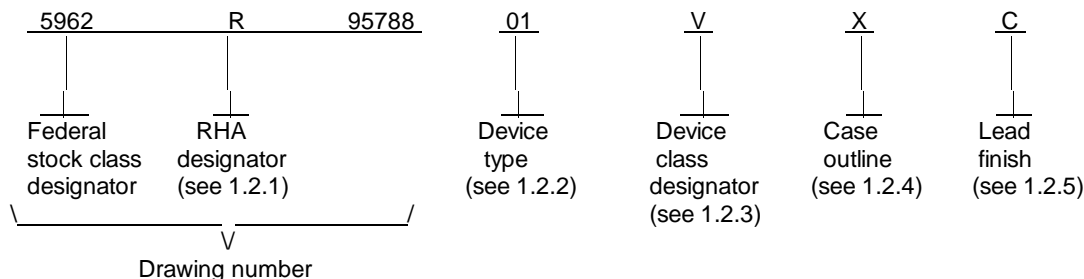 5962 R 95788 01 V X C
Federal RHA Device Device Case Lead
stock class designator type class outline finish
designator (see 1.2.1) (see 1.2.2) designator (see 1.2.4) (see 1.2.5)
(see 1.2.3)
\ /
\/
Drawing number